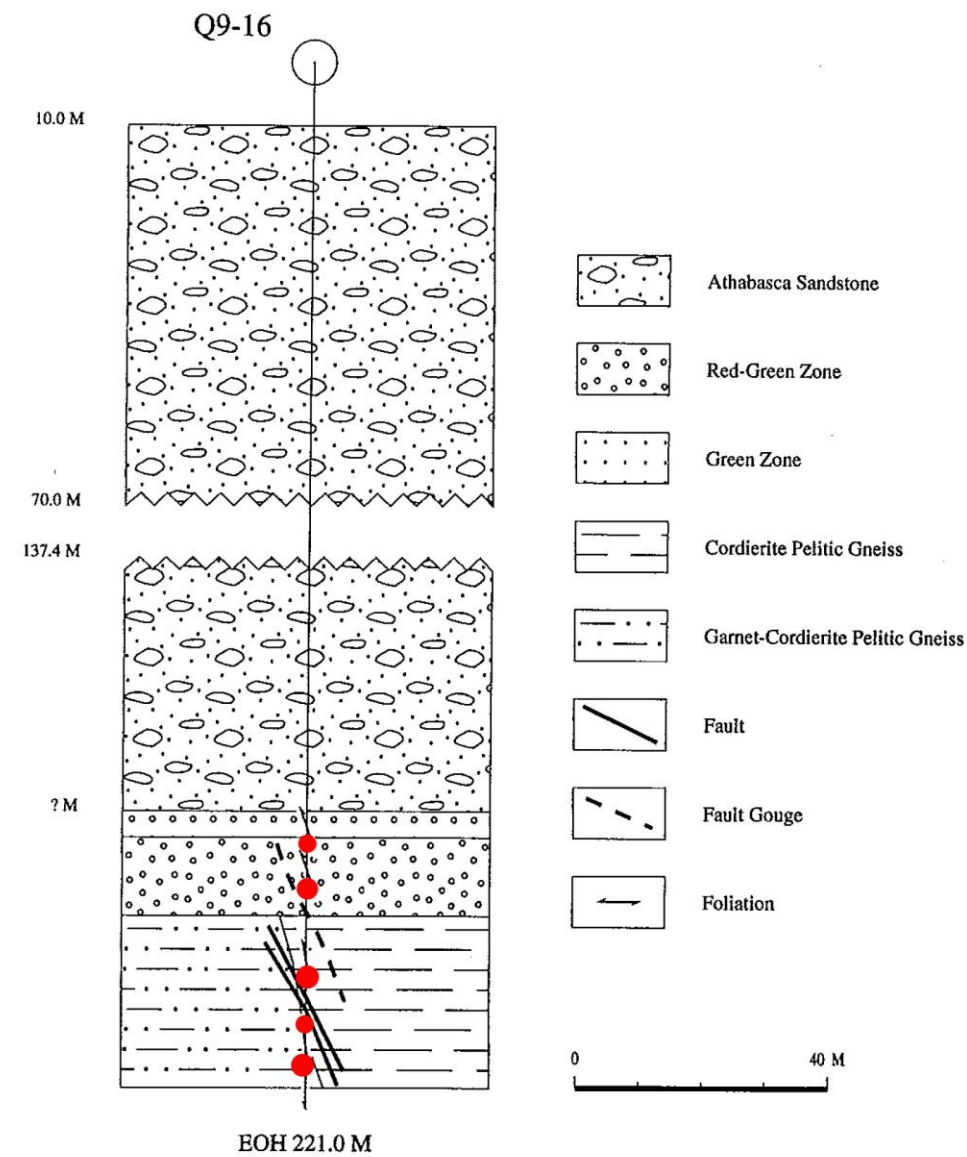 Q9-16
10.0 M
70.0 M
137.4 M
? M
EOH 221.0 M
Athabasca Sandstone
Red-Green Zone
Green Zone
Cordierite Pelitic Gneiss
Garnet-Cordierite Pelitic Gneiss
Fault
Fault Gouge
Foliation
0
40 M